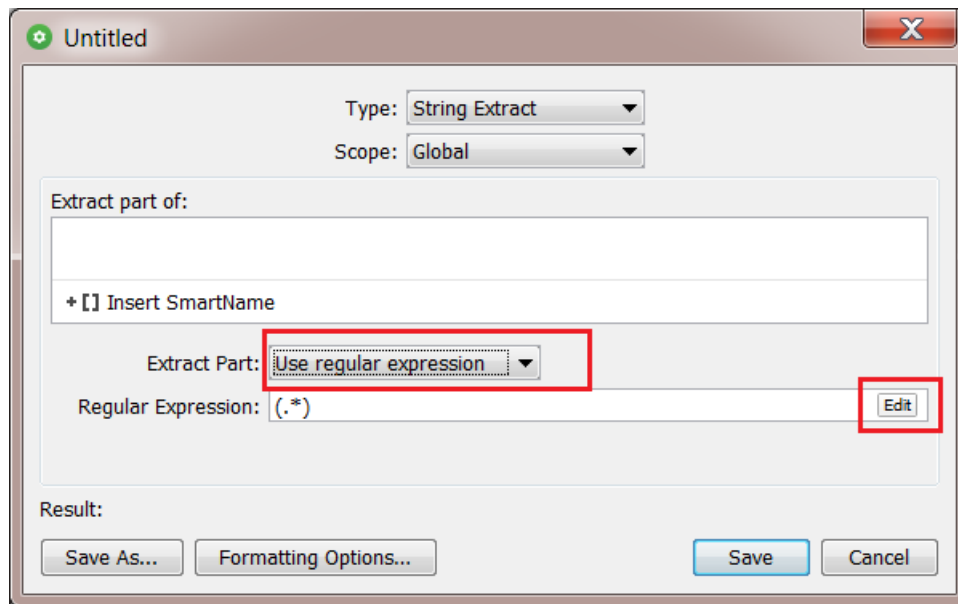 Untitled
Type: String Extract
Scope: Global
Extract part of:
+[] Insert SmartName
Extract Part: Use regular expression
Regular Expression: (.*) Edit
Result:
Save As... Formatting Options... Save Cancel